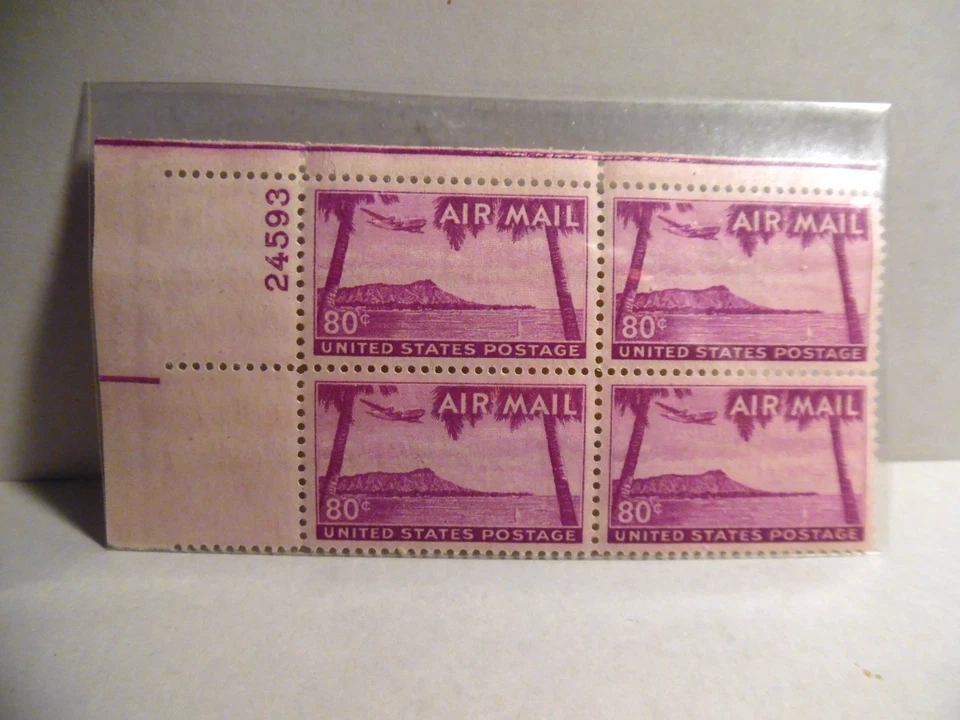 24593
AIR MAIL
80¢
UNITED STATES POSTAGE
AIR MAIL
80¢
UNITED STATES POSTAGE
AIR MAIL
80¢
UNITED STATES POSTAGE
AIR MAIL
80¢
UNITED STATES POSTAGE